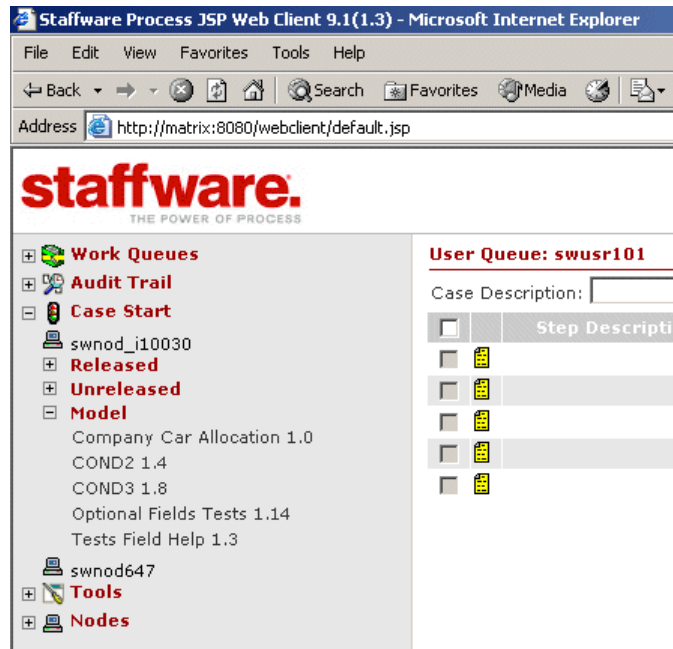 Staffware Process JSP Web Client 9.1(1.3) - Microsoft Internet Explorer
File Edit View Favorites Tools Help
Back Search Favorites Media
Address http://matrix:8080/webclient/default.jsp
staffware.
THE POWER OF PROCESS
Work Queues
Audit Trail
Case Start
swnod_i10030
Released
Unreleased
Model
Company Car Allocation 1.0
COND2 1.4
COND3 1.8
Optional Fields Tests 1.14
Tests Field Help 1.3
swnod647
Tools
Nodes
User Queue: swusr101
Case Description:
Step Descripti